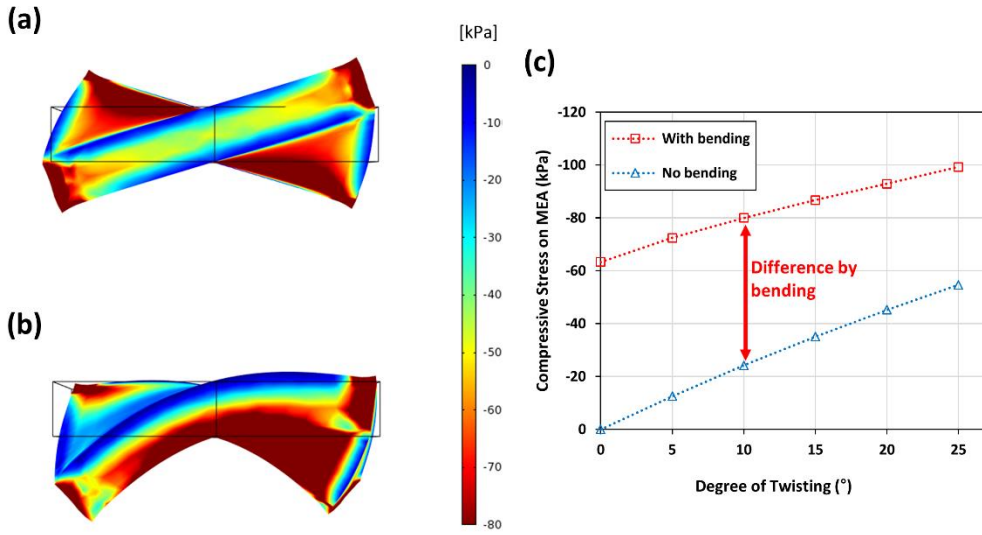 (a)
[kPa]
0
-10
-20
-30
-40
-50
-60
-70
-80
(b)
(c)
Compressive Stress on MEA (kPa)
-120
-100
-80
-60
-40
-20
0
With bending
No bending
Difference by
bending
0
5
10
15
20
25
Degree of Twisting (°)